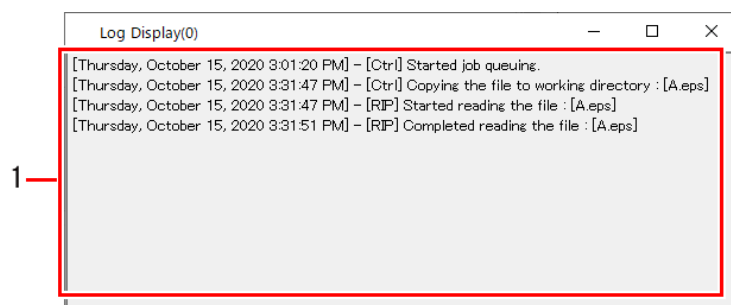 Log Display(0)
[Thursday, October 15, 2020 3:01:20 PM] - [Ctrl] Started job queuing.
[Thursday, October 15, 2020 3:31:47 PM] - [Ctrl] Copying the file to working directory : [A.eps]
[Thursday, October 15, 2020 3:31:47 PM] - [RIP] Started reading the file : [A.eps]
[Thursday, October 15, 2020 3:31:51 PM] - [RIP] Completed reading the file : [A.eps]
1